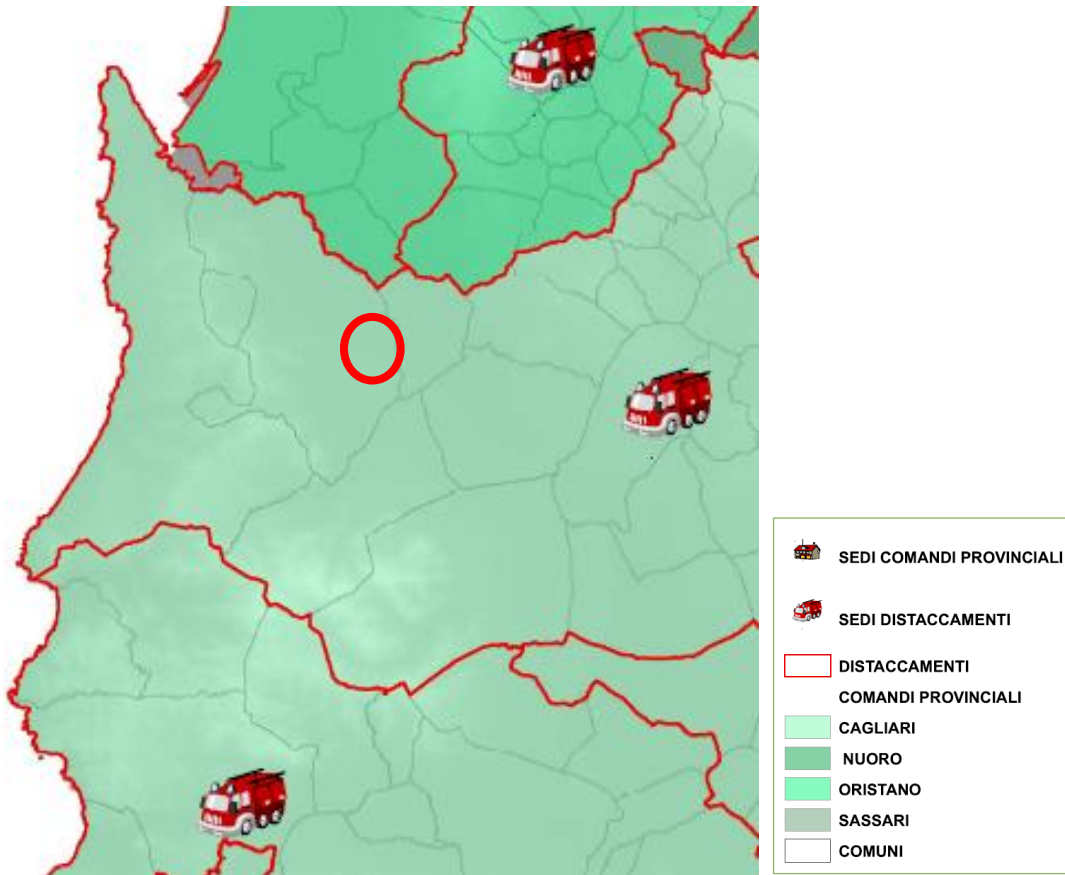 SEDI COMANDI PROVINCIALI
SEDI DISTACCAMENTI
DISTACCAMENTI
COMANDI PROVINCIALI
CAGLIARI
NUORO
ORISTANO
SASSARI
COMUNI